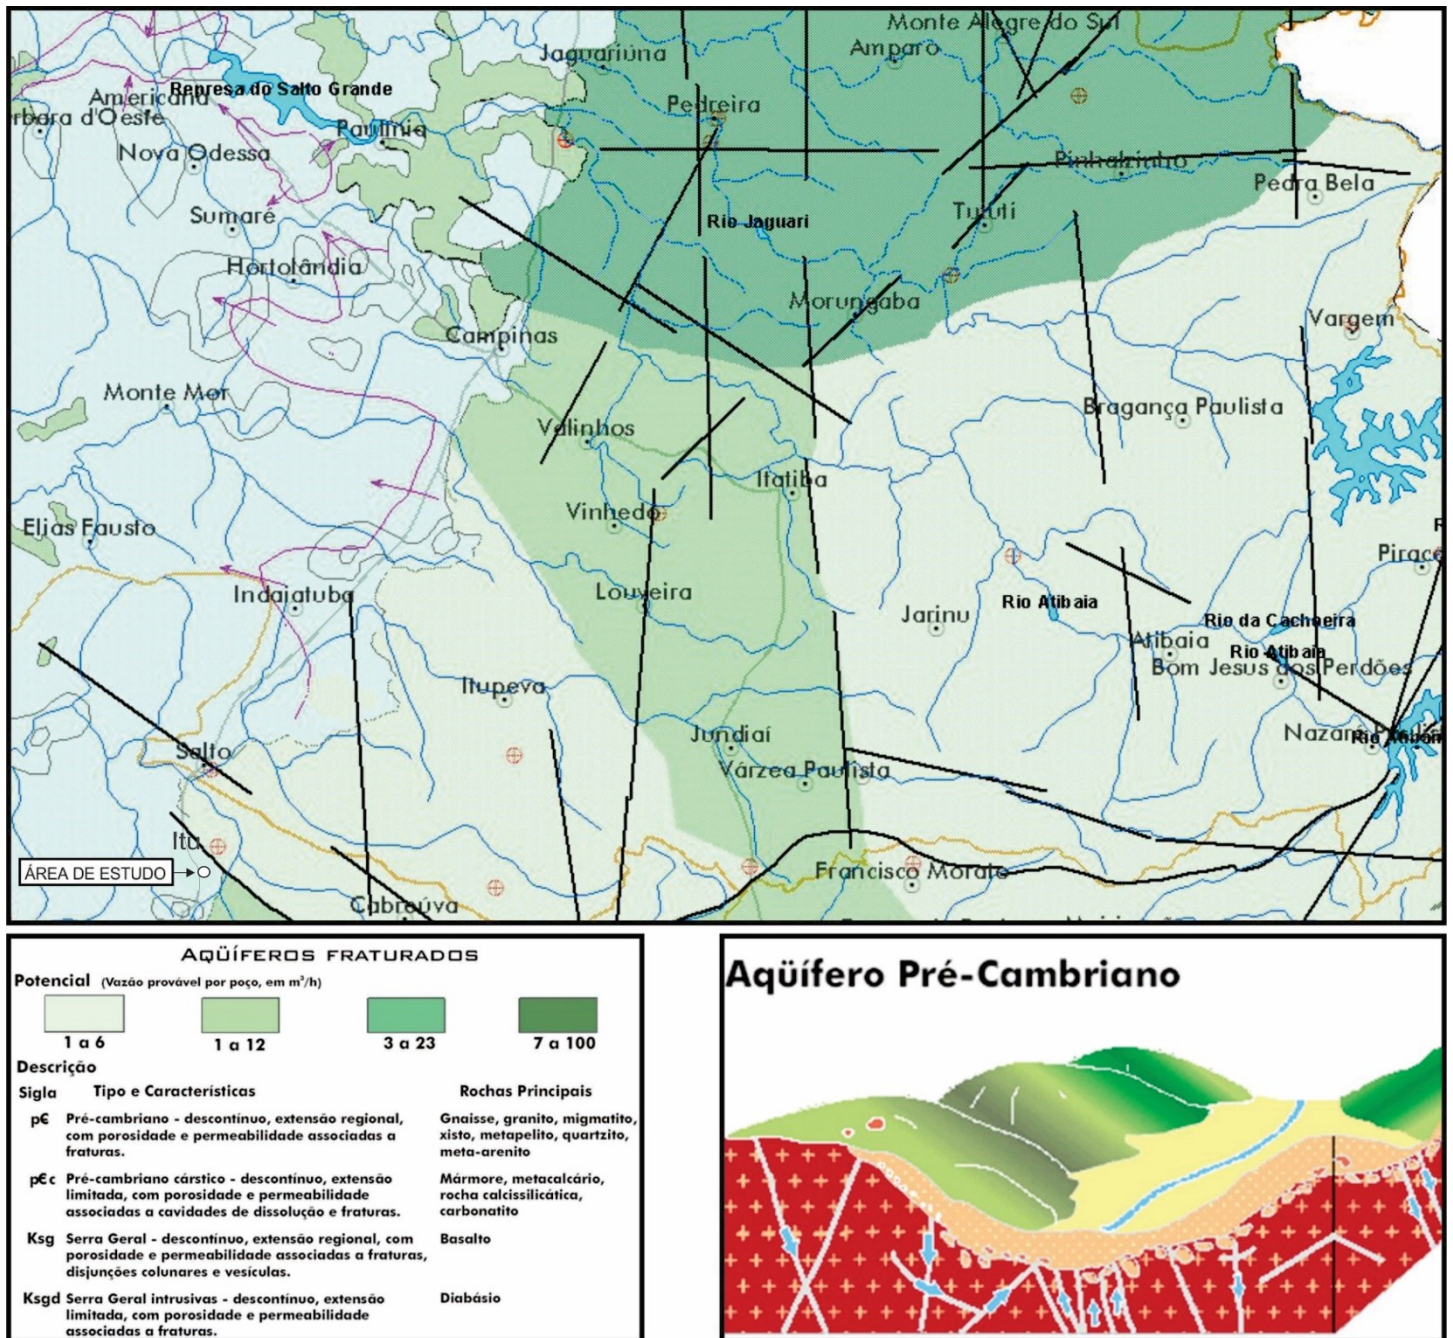 Monte Alegre do Sul
Jaguariúna
Amparo
Represa do Salto Grande
Americana
Pedreira
rbara d'Oeste
Paulínia
Nova Odessa
Pinhalzinho
Pedra Bela
Sumaré
Rio Jaguari
Tuiuti
Hortolândia
Morungaba
Vargem
Campinas
Monte Mor
Bragança Paulista
Valinhos
Itatiba
Vinhedo
Elias Fausto
R
Pirace
Indaiatuba
Louveira
Jarinu
Rio Atibaia
Rio da Cachoeira
Atibaia
Rio Atibaia
Bom Jesus dos Perdões
Itupeva
Jundiaí
Salto
Várzea Paulista
Itu
ÁREA DE ESTUDO
Francisco Morato
Cabreúva
AQÜÍFEROS FRATURADOS
Potencial (Vazão provável por poço, em m³/h)
1 a 6 1 a 12 3 a 23 7 a 100
Descrição
Sigla Tipo e Características Rochas Principais
p€ Pré-cambriano - descontínuo, extensão regional, Gnaisse, granito, migmatito,
com porosidade e permeabilidade associadas a xisto, metapelito, quartzito,
fraturas. meta-arenito
p€c Pré-cambriano cárstico - descontínuo, extensão Mármore, metacalcário,
limitada, com porosidade e permeabilidade rocha calcissilicática,
associadas a cavidades de dissolução e fraturas. carbonatito
Ksg Serra Geral - descontínuo, extensão regional, com Basalto
porosidade e permeabilidade associadas a fraturas,
disjunções colunares e vesículas.
Ksgd Serra Geral intrusivas - descontínuo, extensão Diabásio
limitada, com porosidade e permeabilidade
associadas a fraturas.
Aqüífero Pré-Cambriano